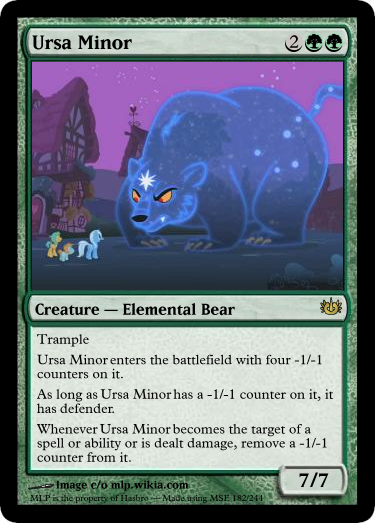 Ursa Minor 2
Creature — Elemental Bear
Trample
Ursa Minor enters the battlefield with four -1/-1
counters on it.
As long as Ursa Minor has a -1/-1 counter on it, it
has defender.
Whenever Ursa Minor becomes the target of a
spell or ability or is dealt damage, remove a -1/-1
counter from it.
7/7
Image c/o mlp.wikia.com
MLP is the property of Hasbro — Made using MSE 182/244